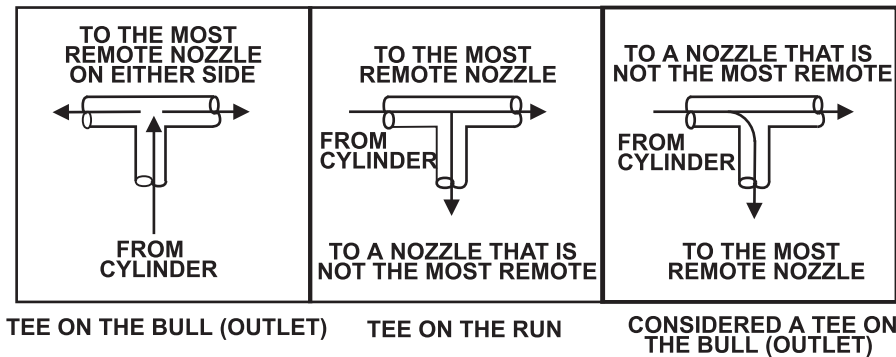 TO THE MOST
REMOTE NOZZLE
ON EITHER SIDE
FROM
CYLINDER
TO THE MOST
REMOTE NOZZLE
FROM
CYLINDER
TO A NOZZLE THAT IS
NOT THE MOST REMOTE
TO A NOZZLE THAT IS
NOT THE MOST REMOTE
FROM
CYLINDER
TO THE MOST
REMOTE NOZZLE
TEE ON THE BULL (OUTLET)
TEE ON THE RUN
CONSIDERED A TEE ON
THE BULL (OUTLET)